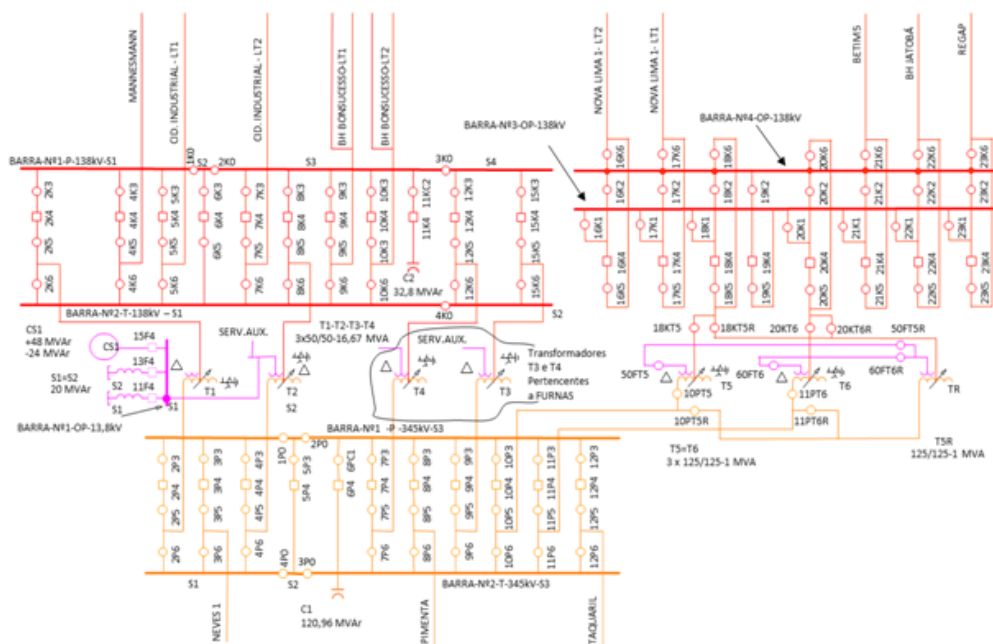 MANNESMANN
CID. INDUSTRIAL - LT1
CID. INDUSTRIAL - LT2
BH BONSUCESSO-LT1
BH BONSUCESSO-LT2
NOVA LIMA 1- LT2
NOVA LIMA 1- LT1
BETIM5
BH JATOBÁ
REGAP
BARRA-Nº3-OP-138kV
BARRA-Nº4-OP-138kV
BARRA-Nº1-P-138kV-S1
1K0
S2
2K0
S3
3K0
S4
2K3
4K3
5K3
6K3
7K3
8K3
9K3
10K3
11KC2
12K3
15K3
2K4
4K4
5K4
6K4
7K4
8K4
9K4
10K4
11K4
12K4
15K4
2K5
4K5
5K5
6K5
7K5
8K5
9K5
10K3
12K5
15K5
2K6
4K6
5K6
7K6
8K6
9K6
10K6
12K6
15K6
C2
32,8 MVAr
16K6
17K6
18K6
20K6
21K6
22K6
23K6
16K2
17K2
18K2
19K2
20K2
21K2
22K2
23K2
16K1
17K1
18K1
20K1
21K1
22K1
23K1
16K4
17K4
18K4
19K4
20K4
21K4
22K4
23K4
16K5
17K5
18K5
19K5
20K5
21K5
22K5
23K5
BARRA-Nº2-T-138kV – S1
4K0
S2
CS1
+48 MVAr
-24 MVAr
CS1
15F4
13F4
11F4
S1=S2
20 MVAr
S2
S1
S1
BARRA-Nº1-OP-13,8kV
SERV.AUX.
T1-T2-T3-T4
3x50/50-16,67 MVA
SERV.AUX.
Transformadores
T3 e T4
Pertencentes
a FURNAS
T1
T2
S2
T4
T3
18KT5
18KT5R
20KT6
20KT6R
50FT5R
50FT5
60FT6
60FT6R
T5
T6
TR
10PT5
11PT6
10PT5R
11PT6R
T5=T6
3 x 125/125-1 MVA
T5R
125/125-1 MVA
BARRA-Nº1 -P -345kV-S3
1P0
2P0
2P3
3P3
4P3
5P3
6PC1
7P3
8P3
9P3
10P3
11P3
12P3
2P4
3P4
4P4
5P4
6P4
7P4
8P4
9P4
10P4
11P4
12P4
2P5
3P5
4P5
7P5
8P5
9P5
10P5
11P5
12P5
2P6
3P6
4P6
7P6
8P6
9P6
10P6
11P6
12P6
S1
4P0
S2
3P0
BARRA-Nº2-T-345kV-S3
C1
120,96 MVAr
NEVES 1
PIMENTA
TAQUARIL